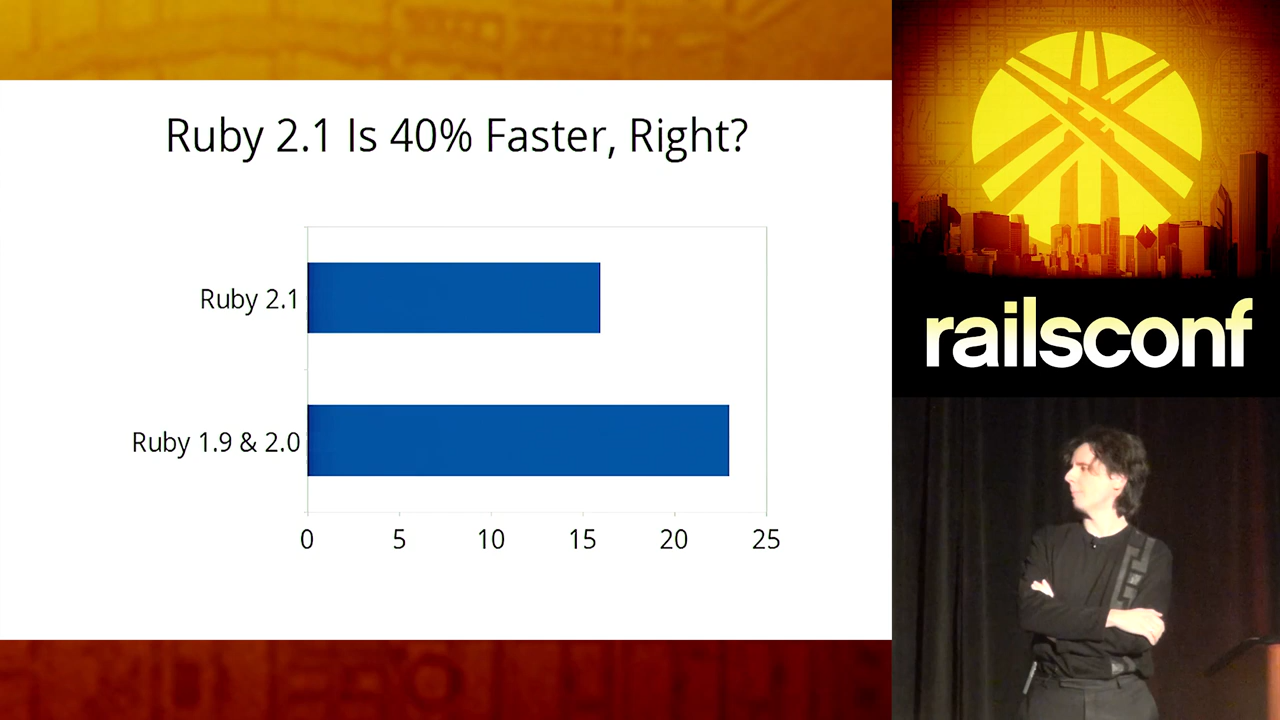 Ruby 2.1 Is 40% Faster, Right?
Ruby 2.1
Ruby 1.9 & 2.0
0 5 10 15 20 25
railsconf